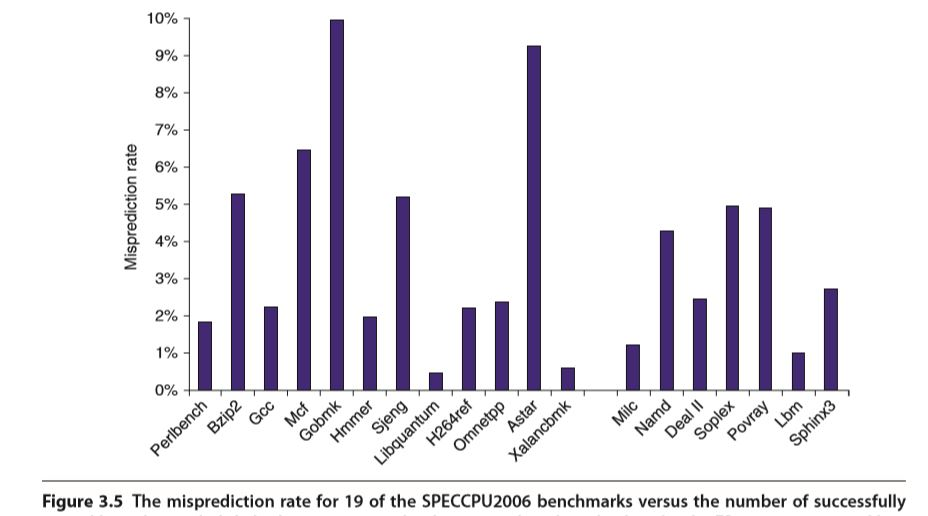 10%
9%
8%
7%
6%
5%
4%
3%
2%
1%
0%
Misprediction rate
Perlbench
Bzip2
Gcc
Mcf
Gobmk
Hmmer
Sjeng
Libquantum
H264ref
Omnetpp
Astar
Xalancbmk
Milc
Namd
Deal II
Soplex
Povray
Lbm
Sphinx3
Figure 3.5 The misprediction rate for 19 of the SPECCPU2006 benchmarks versus the number of successfully